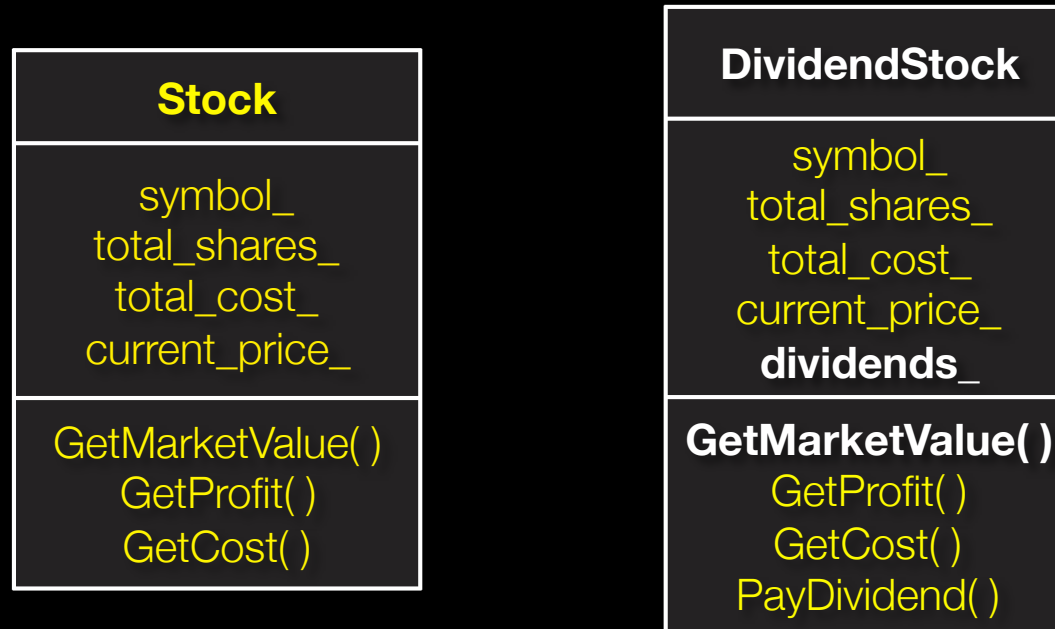 Stock
symbol_
total_shares_
total_cost_
current_price_
GetMarketValue( )
GetProfit( )
GetCost( )
DividendStock
symbol_
total_shares_
total_cost_
current_price_
dividends_
GetMarketValue( )
GetProfit( )
GetCost( )
PayDividend( )